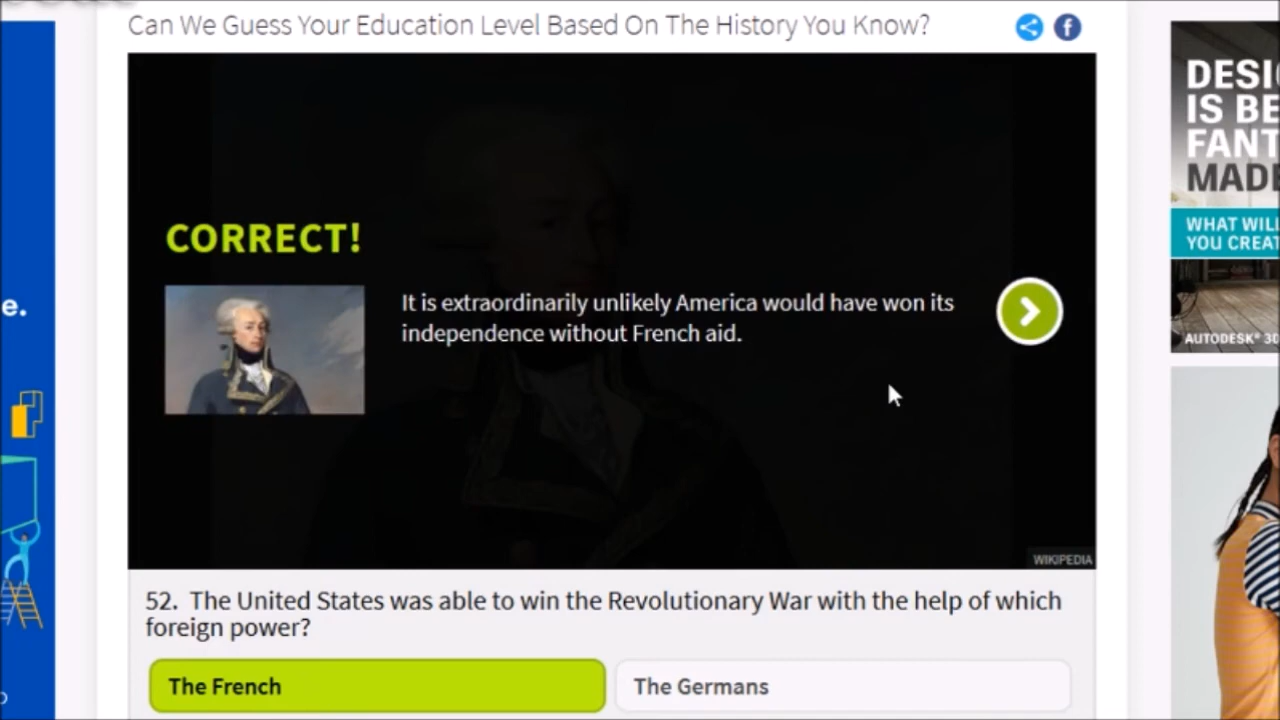 Can We Guess Your Education Level Based On The History You Know?
f
DESI
IS BE
FANT
MADE
WHAT WILL
YOU CREAT
AUTODESK® 30
e.
CORRECT!
It is extraordinarily unlikely America would have won its
independence without French aid.
WIKIPEDIA
52. The United States was able to win the Revolutionary War with the help of which
foreign power?
The French
The Germans